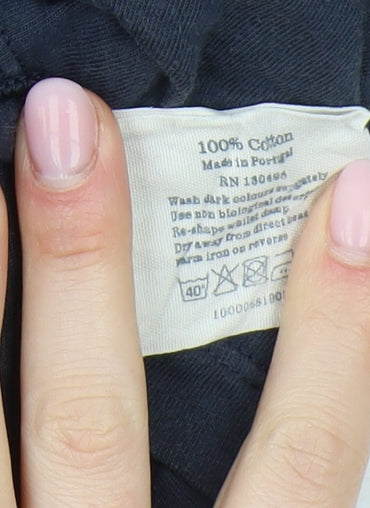 100% Cotton
Made in Portugal
RN 130696
Wash dark colours separately
Use non biological detergent
Re-shape whilst damp
Dry away from direct heat
warm iron on reverse
40°